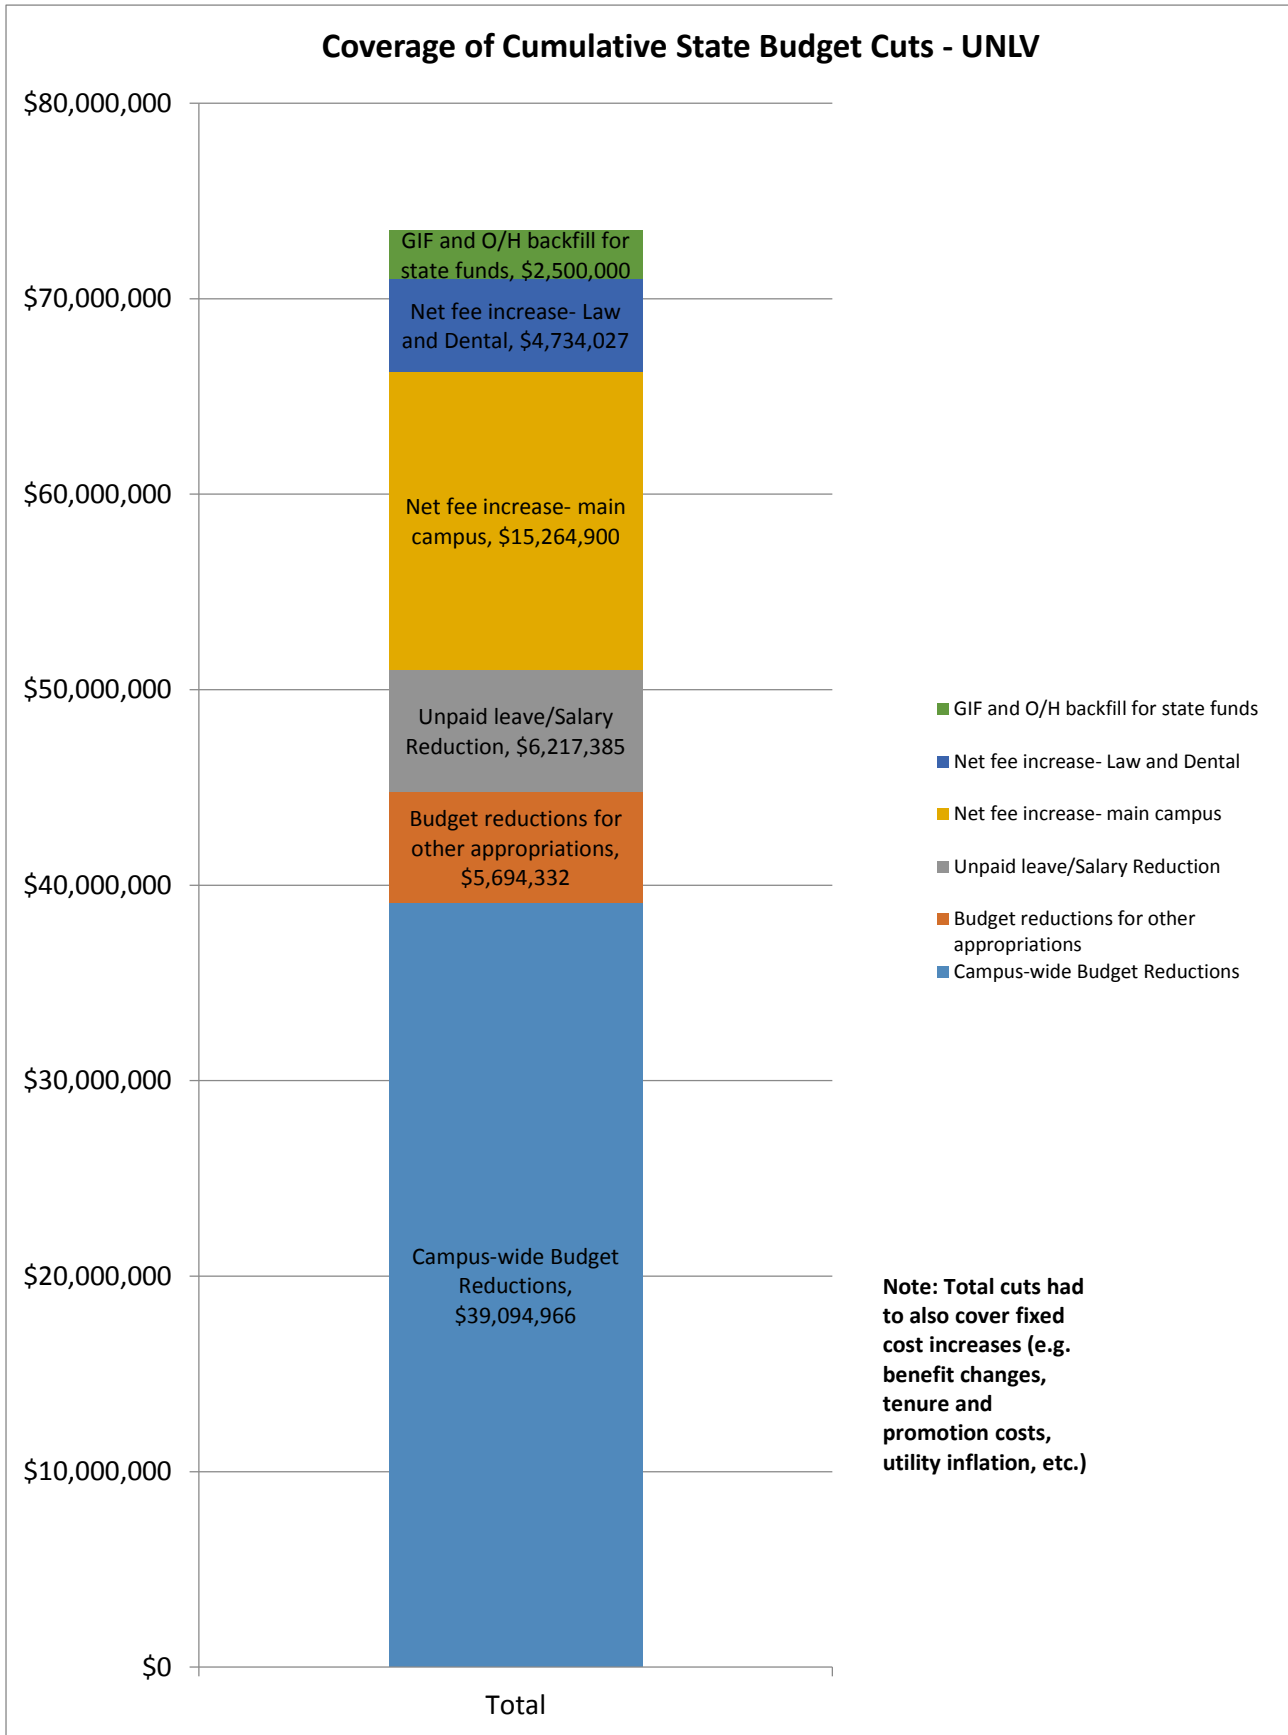 Coverage of Cumulative State Budget Cuts - UNLV
$80,000,000
$70,000,000
$60,000,000
$50,000,000
$40,000,000
$30,000,000
$20,000,000
$10,000,000
$0
GIF and O/H backfill for
state funds, $2,500,000
Net fee increase- Law
and Dental, $4,734,027
Net fee increase- main
campus, $15,264,900
Unpaid leave/Salary
Reduction, $6,217,385
Budget reductions for
other appropriations,
$5,694,332
Campus-wide Budget
Reductions,
$39,094,966
Total
GIF and O/H backfill for state funds
Net fee increase- Law and Dental
Net fee increase- main campus
Unpaid leave/Salary Reduction
Budget reductions for other
appropriations
Campus-wide Budget Reductions
Note: Total cuts had
to also cover fixed
cost increases (e.g.
benefit changes,
tenure and
promotion costs,
utility inflation, etc.)